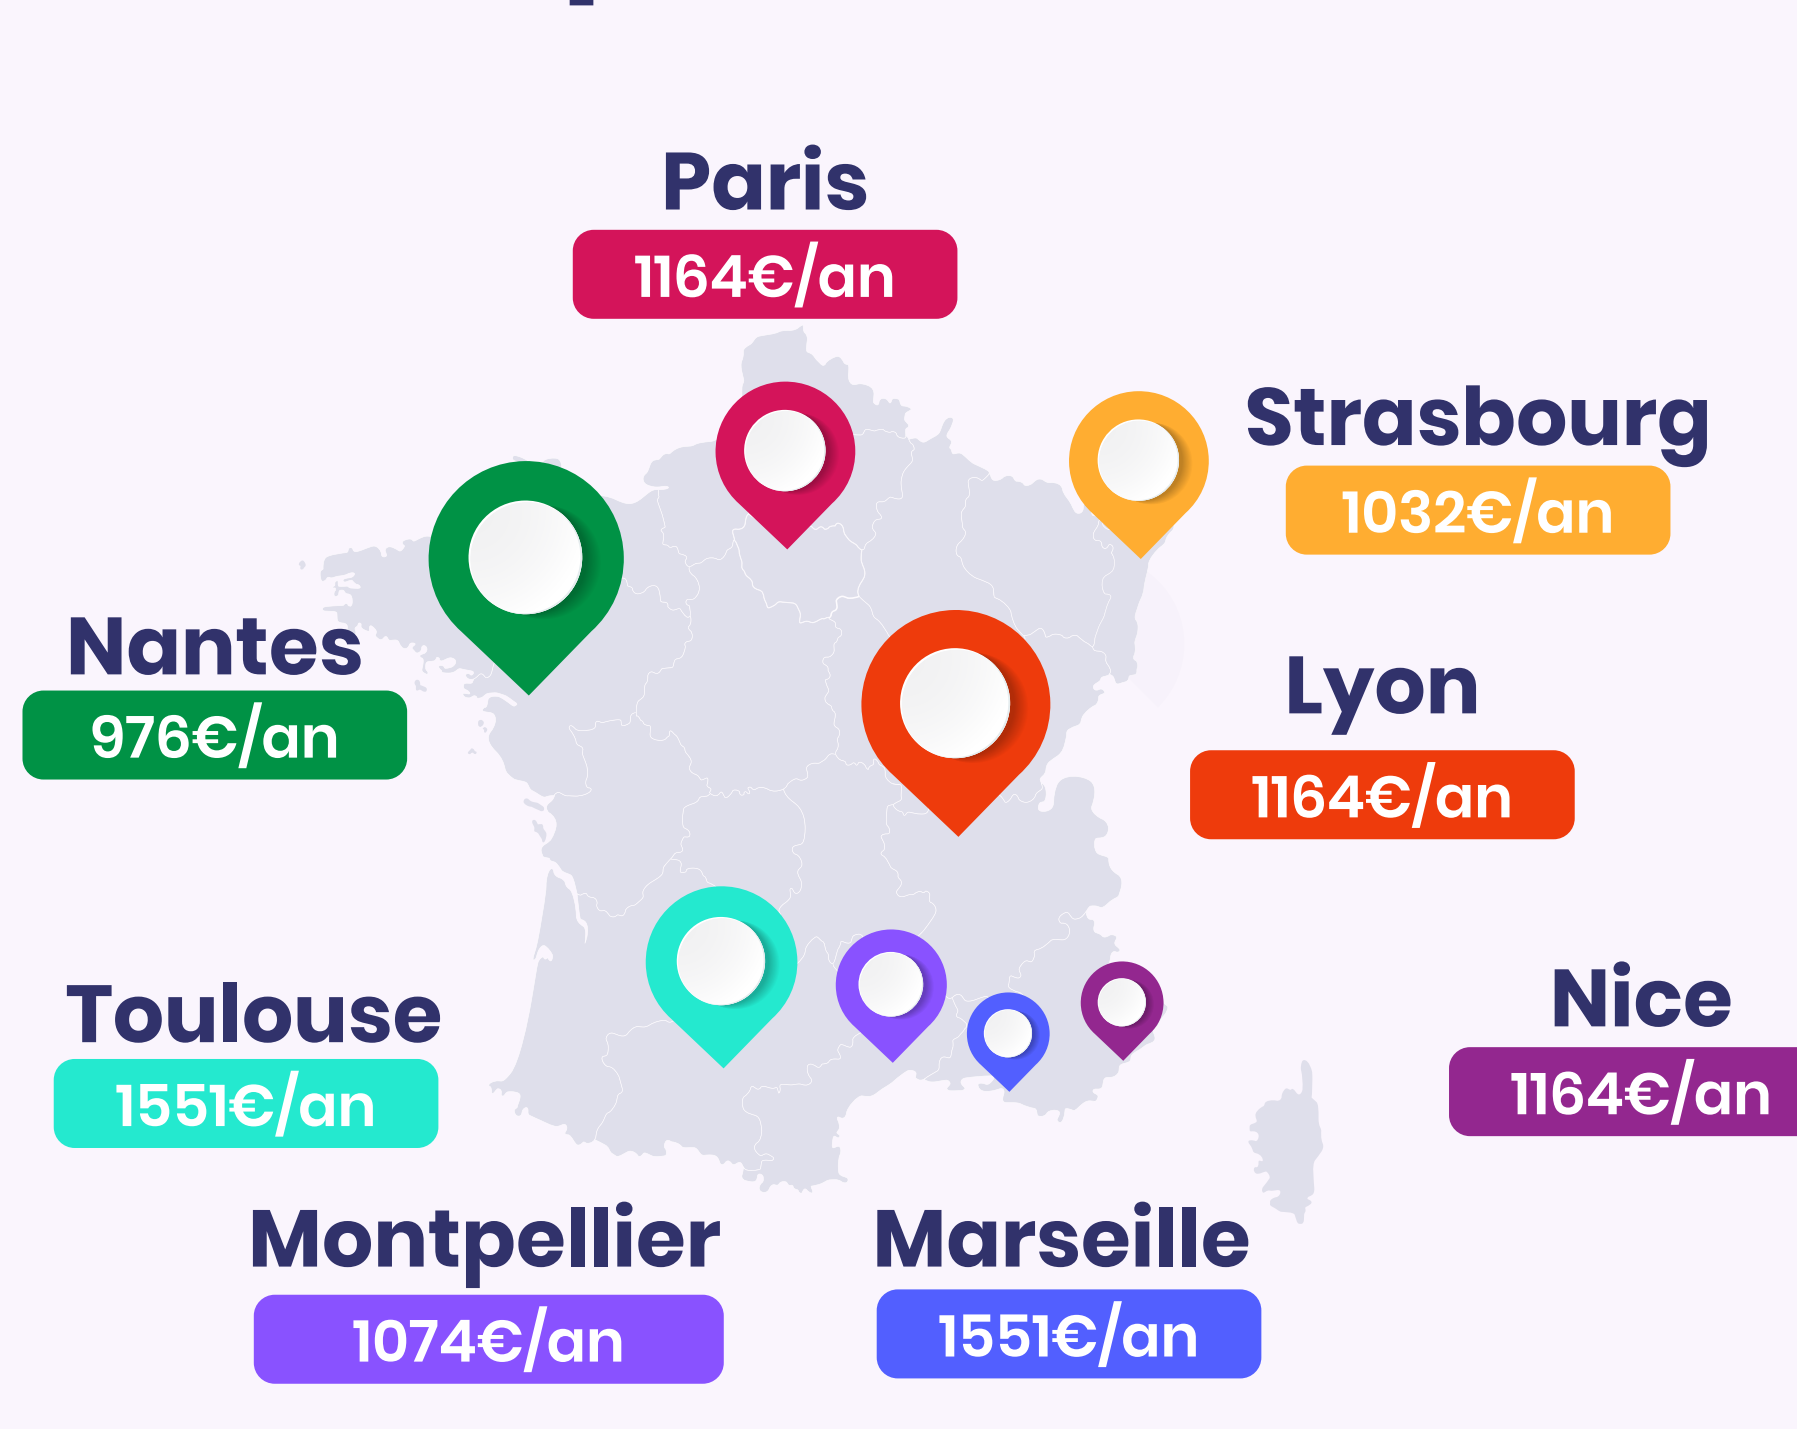 Paris
1164€/an
Strasbourg
1032€/an
Nantes
976€/an
Lyon
1164€/an
Toulouse
1551€/an
Nice
1164€/an
Montpellier
1074€/an
Marseille
1551€/an